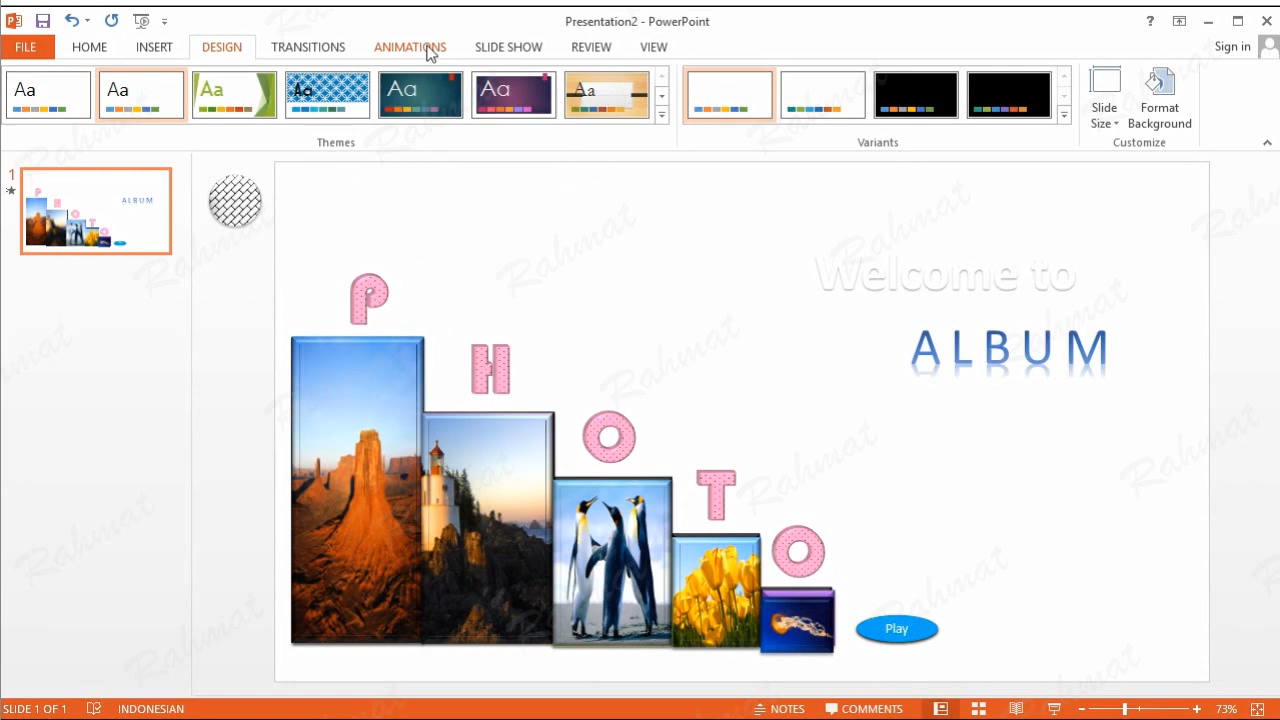 Presentation2 - PowerPoint
?
FILE HOME INSERT DESIGN TRANSITIONS ANIMATIONS SLIDE SHOW REVIEW VIEW Sign in
Aa Aa Aa Aa Aa Aa Aa
Slide Size Format Background
Themes Variants Customize
1
P
H
O
T
O
ALBUM
Welcome to
ALBUM
P
H
O
T
O
Play
Rahmat
SLIDE 1 OF 1 INDONESIAN NOTES COMMENTS 73%